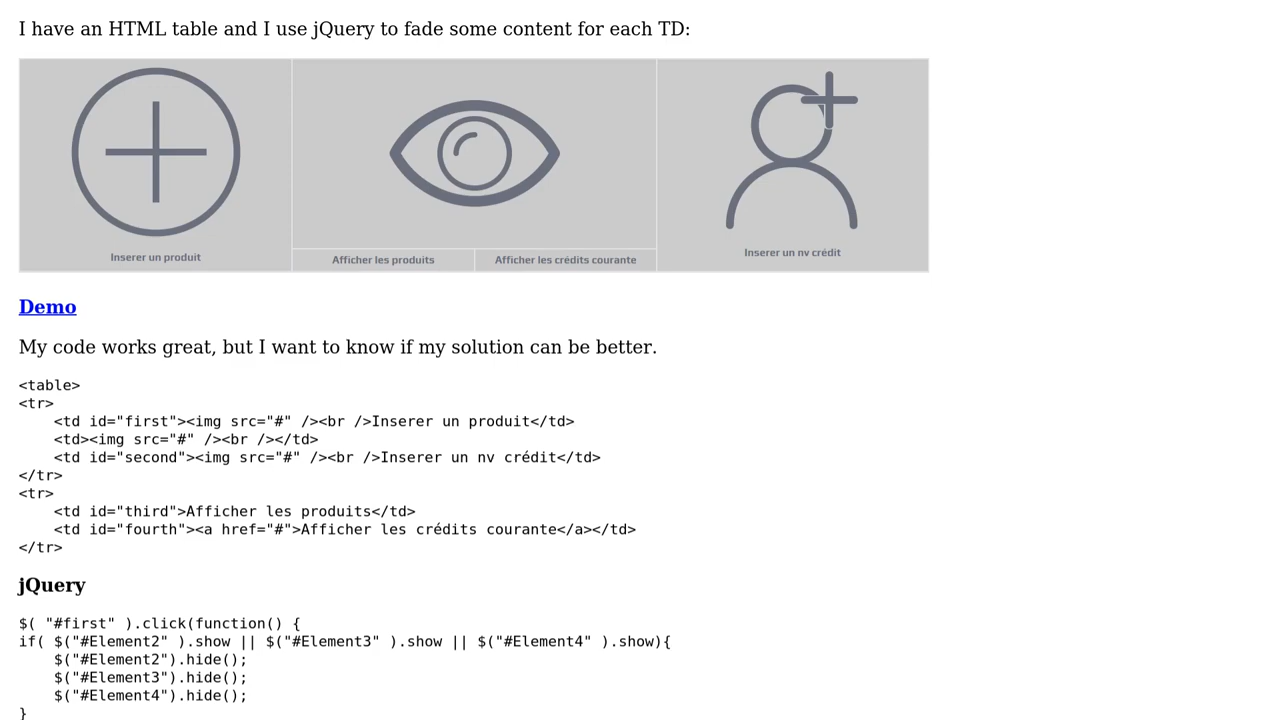 I have an HTML table and I use jQuery to fade some content for each TD:
Inserer un produit
Afficher les produits
Afficher les crédits courante
Inserer un nv crédit
Demo
My code works great, but I want to know if my solution can be better.
<table>
<tr>
    <td id="first"><img src="#" /><br />Inserer un produit</td>
    <td><img src="#" /><br /></td>
    <td id="second"><img src="#" /><br />Inserer un nv crédit</td>
</tr>
<tr>
    <td id="third">Afficher les produits</td>
    <td id="fourth"><a href="#">Afficher les crédits courante</a></td>
</tr>
jQuery
$( "#first" ).click(function() {
if( $("#Element2" ).show || $("#Element3" ).show || $("#Element4" ).show){
    $("#Element2").hide();
    $("#Element3").hide();
    $("#Element4").hide();
}